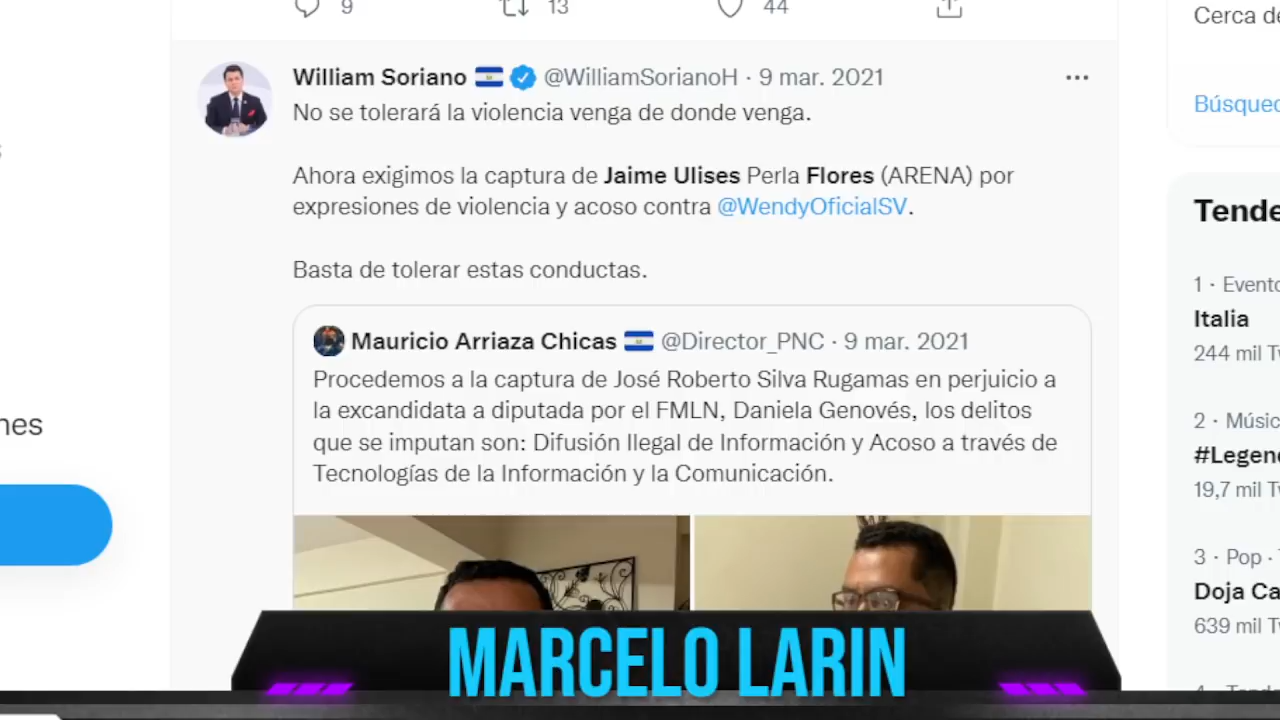 9 13 44
William Soriano @WilliamSorianoH · 9 mar. 2021
No se tolerará la violencia venga de donde venga.
Ahora exigimos la captura de Jaime Ulises Perla Flores (ARENA) por
expresiones de violencia y acoso contra @WendyOficialSV.
Basta de tolerar estas conductas.
Mauricio Arriaza Chicas @Director_PNC · 9 mar. 2021
Procedemos a la captura de José Roberto Silva Rugamas en perjuicio a
la excandidata a diputada por el FMLN, Daniela Genovés, los delitos
que se imputan son: Difusión Ilegal de Información y Acoso a través de
Tecnologías de la Información y la Comunicación.
MARCELO LARIN
nes
Cerca de
Búsqued
Tende
1 · Evento
Italia
244 mil Tw
2 · Músic
#Legend
19,7 mil Tw
3 · Pop ·
Doja Ca
639 mil Tw